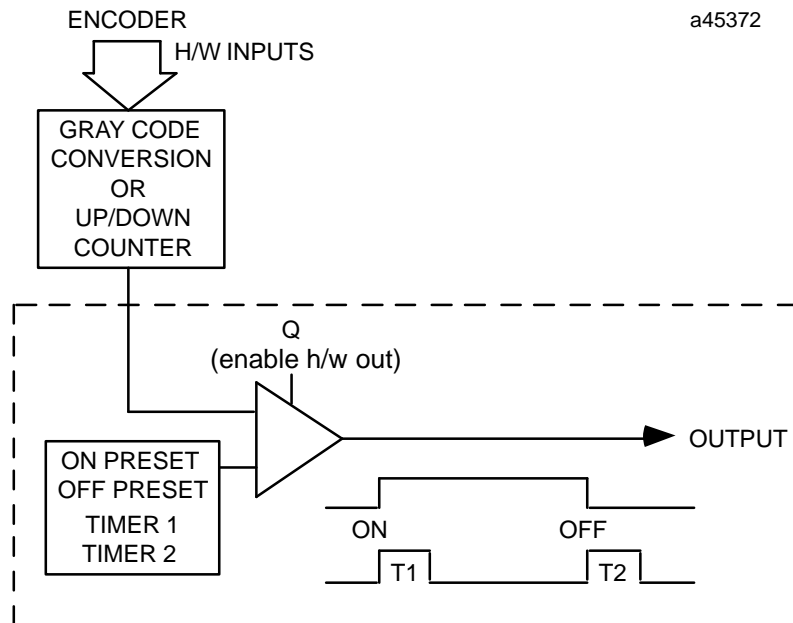 ENCODER
a45372
H/W INPUTS
GRAY CODE
CONVERSION
OR
UP/DOWN
COUNTER
Q
(enable h/w out)
OUTPUT
ON PRESET
OFF PRESET
TIMER 1
TIMER 2
ON
OFF
T1
T2